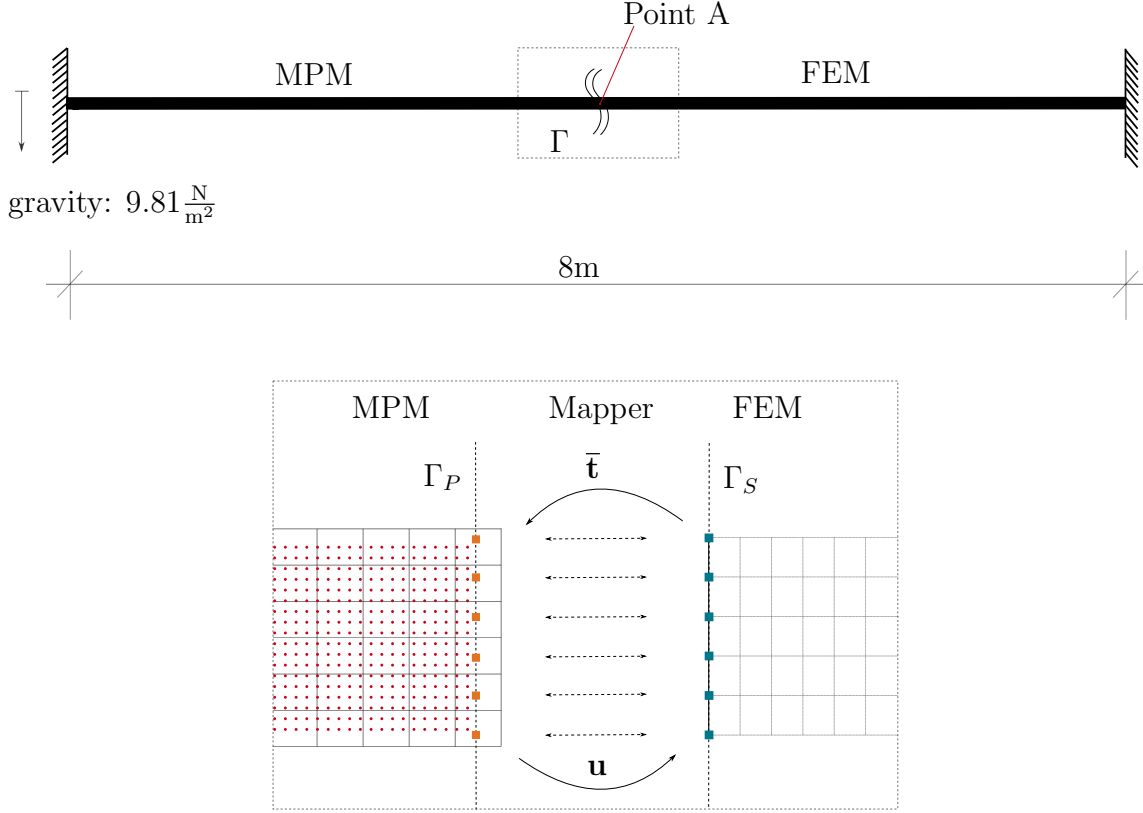 Point A
MPM
FEM
Γ
gravity: 9.81 N/m²
8m
MPM Mapper FEM
Γ_P
t̅
Γ_S
u